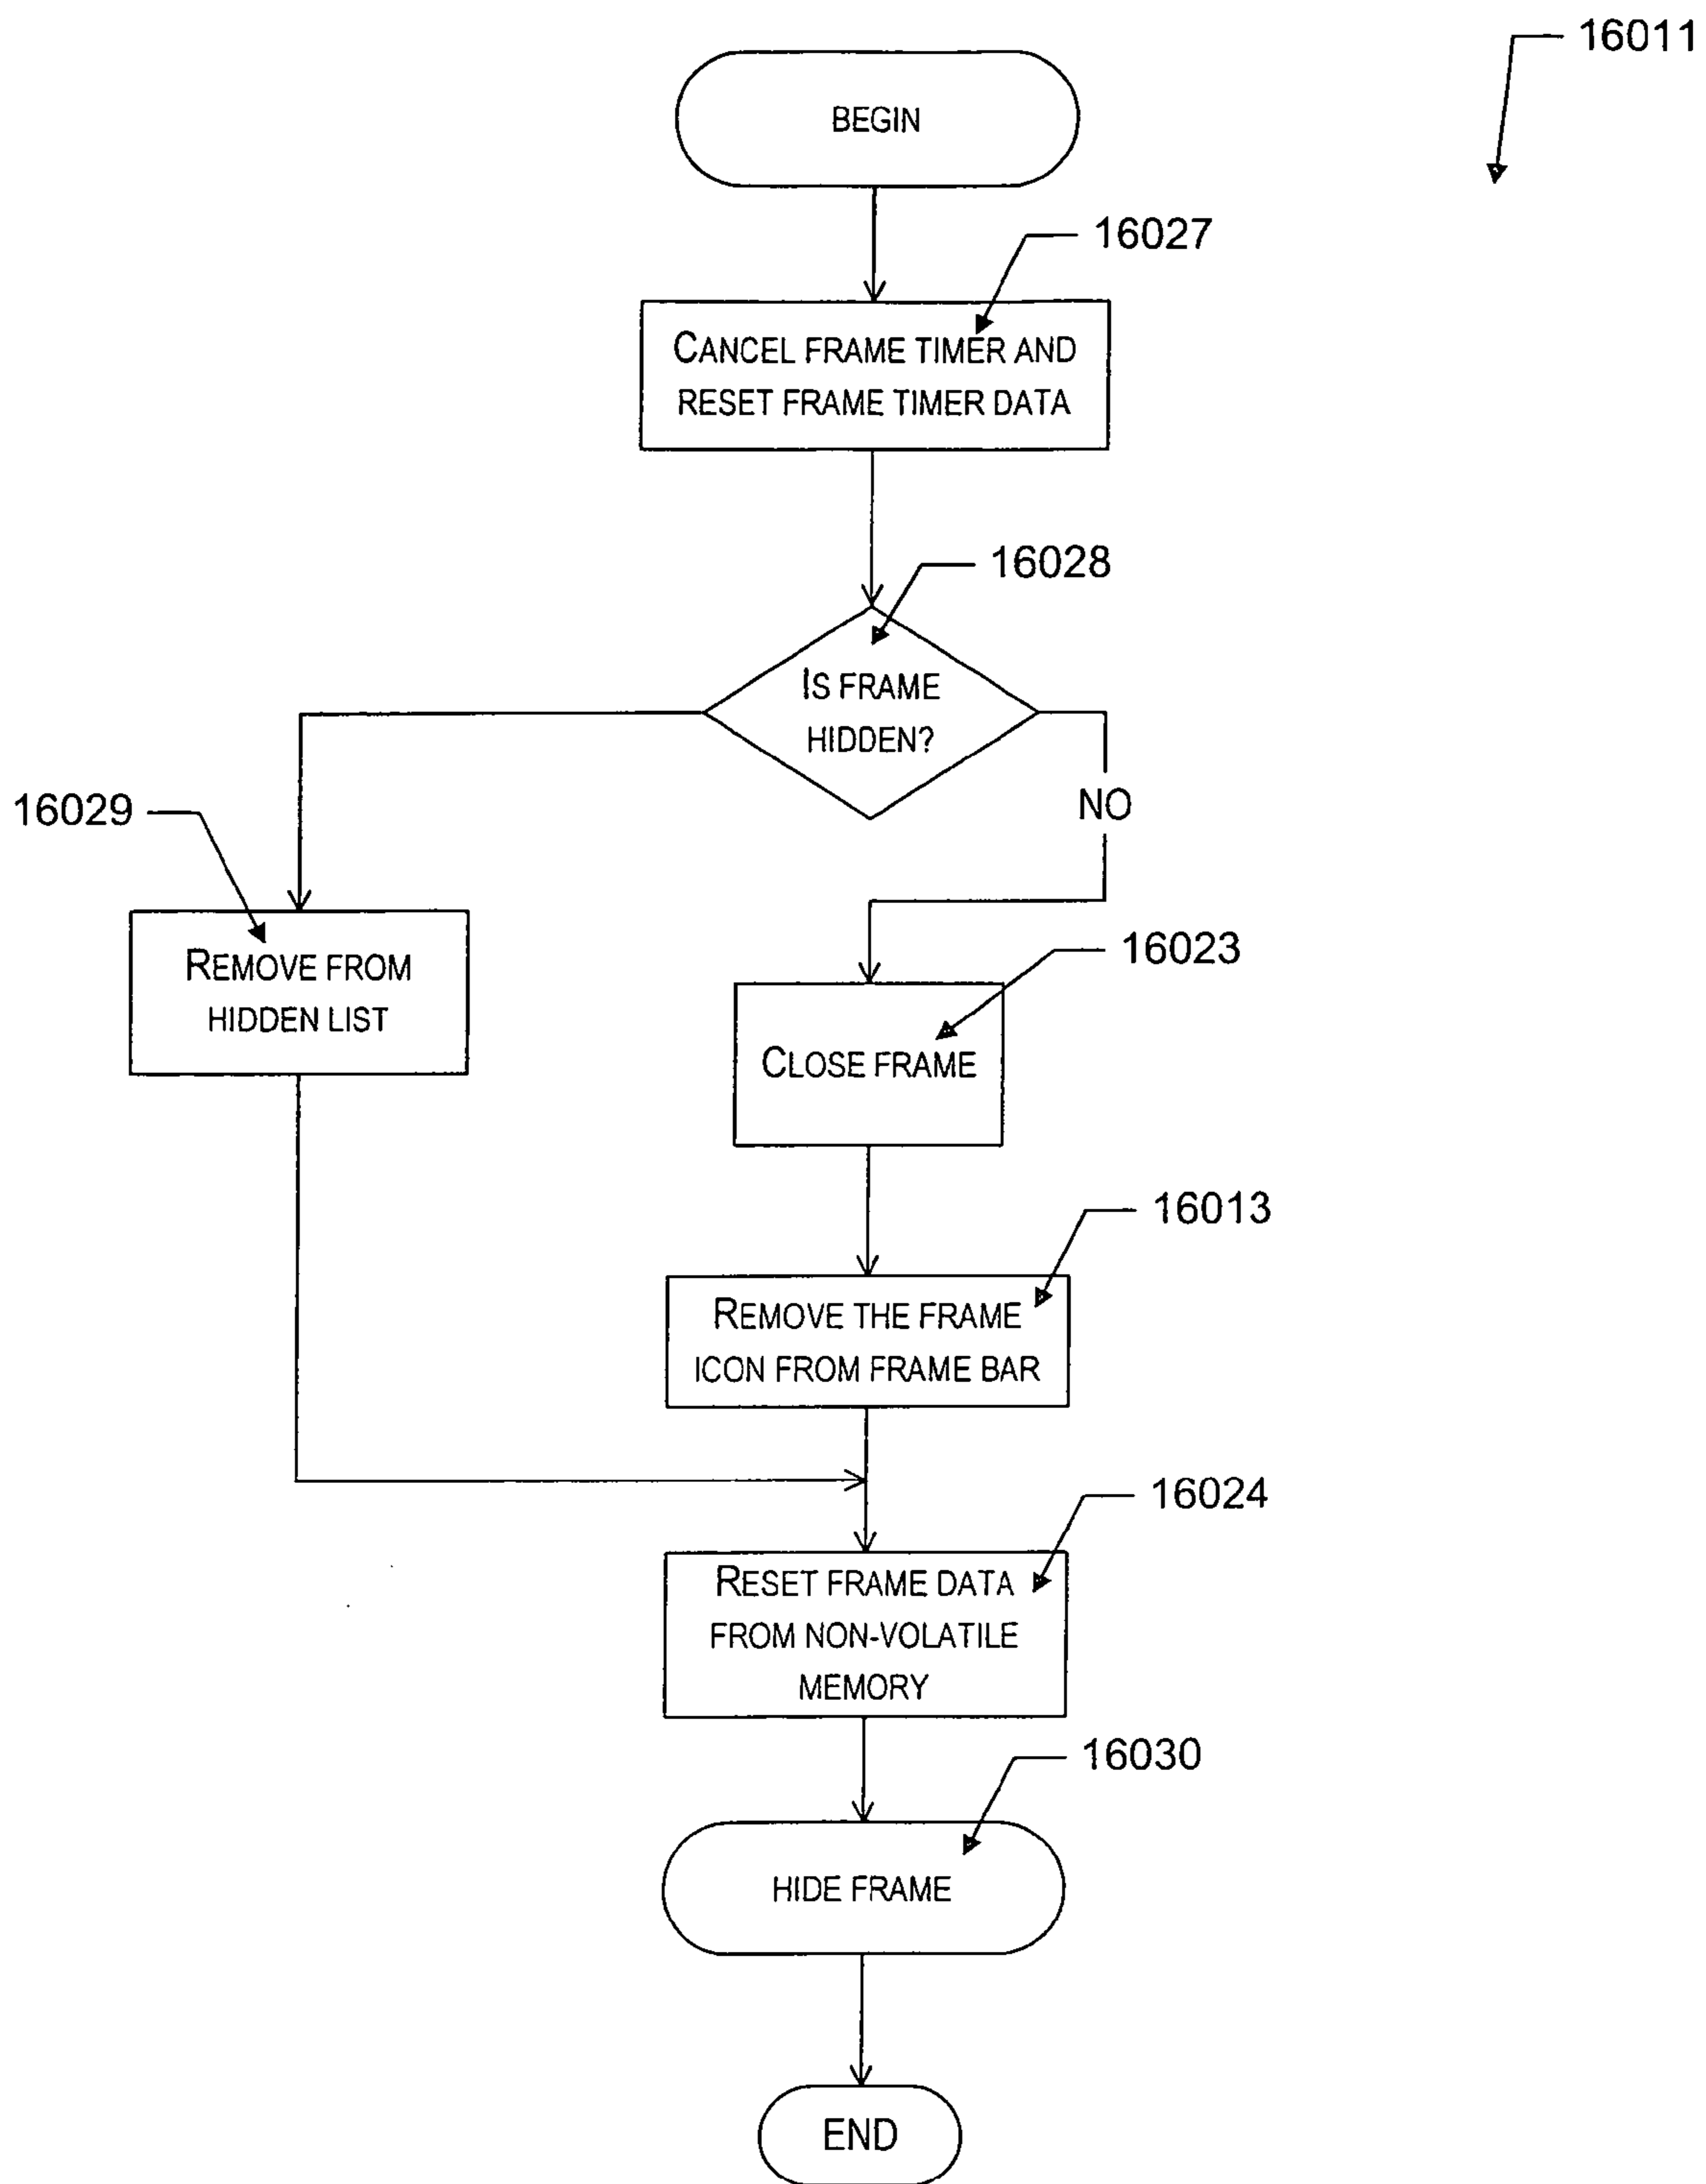 16011
BEGIN
16027
CANCEL FRAME TIMER AND
RESET FRAME TIMER DATA
16028
IS FRAME
HIDDEN?
NO
16029
REMOVE FROM
HIDDEN LIST
16023
CLOSE FRAME
16013
REMOVE THE FRAME
ICON FROM FRAME BAR
16024
RESET FRAME DATA
FROM NON-VOLATILE
MEMORY
16030
HIDE FRAME
END